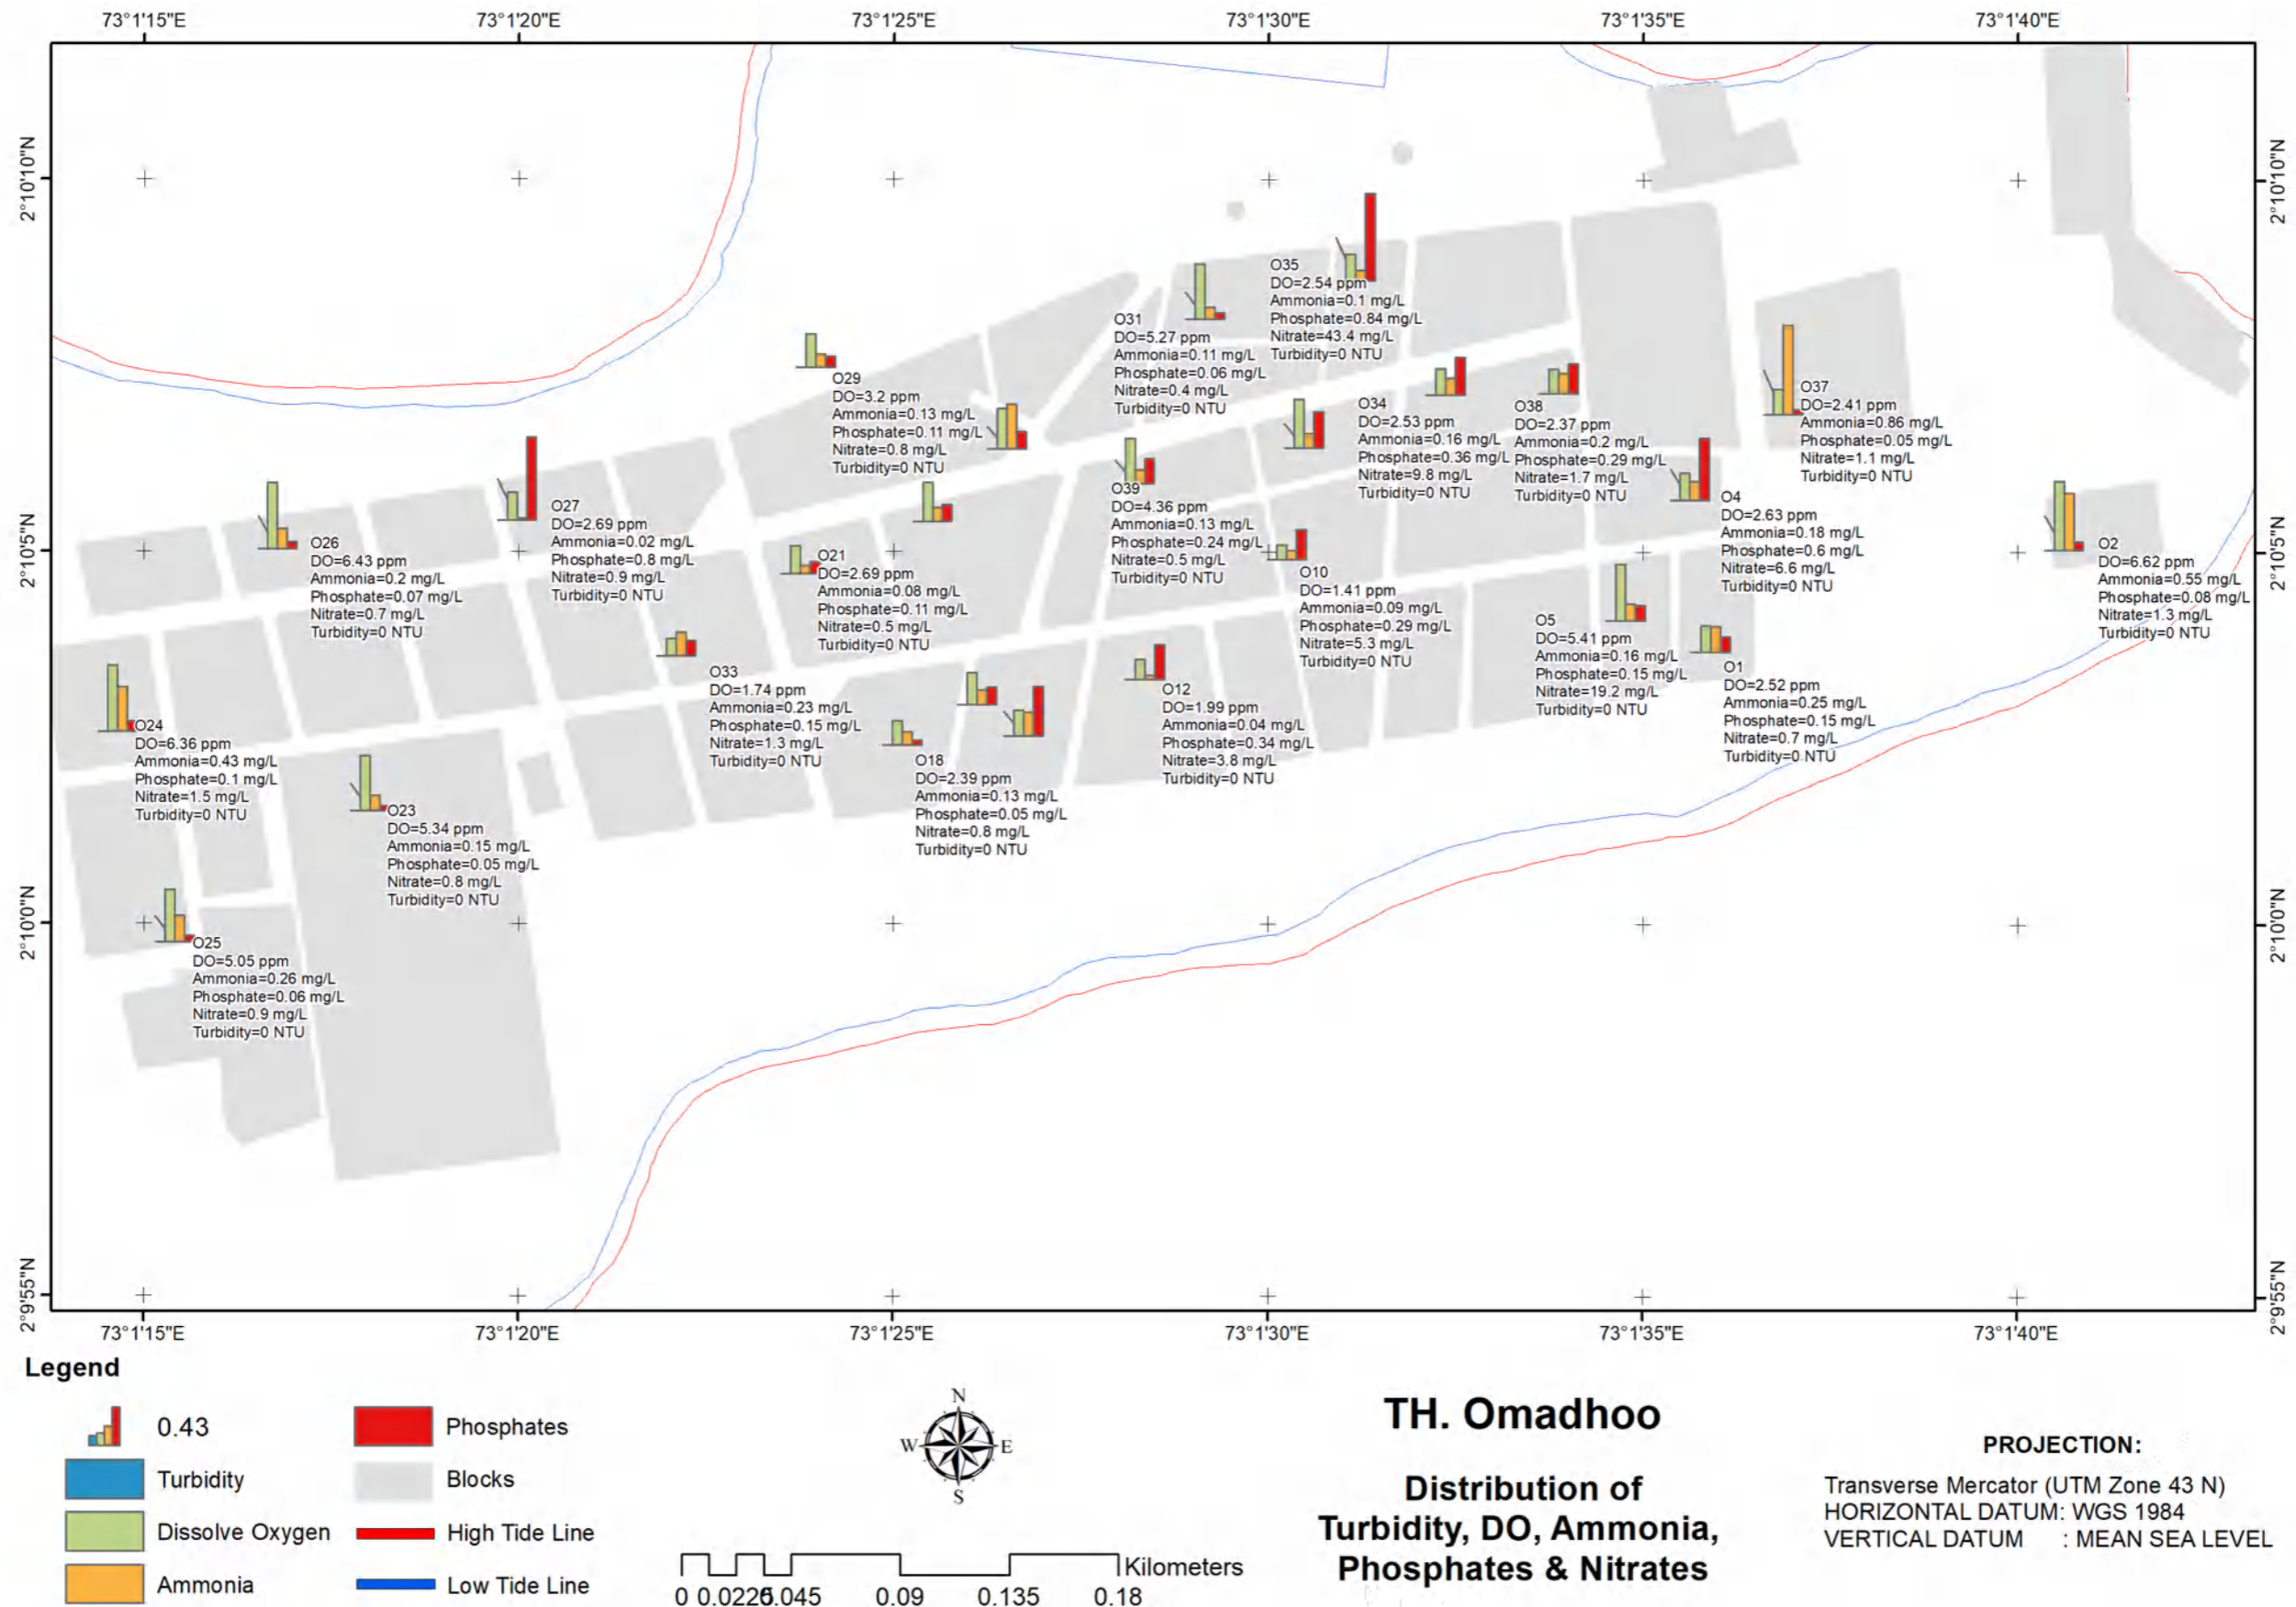 73°1'15"E
73°1'20"E
73°1'25"E
73°1'30"E
73°1'35"E
73°1'40"E
2°10'10"N
2°10'10"N
2°10'5"N
2°10'5"N
2°10'0"N
2°10'0"N
2°9'55"N
2°9'55"N
O35
DO=2.54 ppm
Ammonia=0.1 mg/L
Phosphate=0.84 mg/L
Nitrate=43.4 mg/L
Turbidity=0 NTU
O31
DO=5.27 ppm
Ammonia=0.11 mg/L
Phosphate=0.06 mg/L
Nitrate=0.4 mg/L
Turbidity=0 NTU
O29
DO=3.2 ppm
Ammonia=0.13 mg/L
Phosphate=0.11 mg/L
Nitrate=0.8 mg/L
Turbidity=0 NTU
O34
DO=2.53 ppm
Ammonia=0.16 mg/L
Phosphate=0.36 mg/L
Nitrate=9.8 mg/L
Turbidity=0 NTU
O38
DO=2.37 ppm
Ammonia=0.2 mg/L
Phosphate=0.29 mg/L
Nitrate=1.7 mg/L
Turbidity=0 NTU
O37
DO=2.41 ppm
Ammonia=0.86 mg/L
Phosphate=0.05 mg/L
Nitrate=1.1 mg/L
Turbidity=0 NTU
O26
DO=6.43 ppm
Ammonia=0.2 mg/L
Phosphate=0.07 mg/L
Nitrate=0.7 mg/L
Turbidity=0 NTU
O27
DO=2.69 ppm
Ammonia=0.02 mg/L
Phosphate=0.8 mg/L
Nitrate=0.9 mg/L
Turbidity=0 NTU
O21
DO=2.69 ppm
Ammonia=0.08 mg/L
Phosphate=0.11 mg/L
Nitrate=0.5 mg/L
Turbidity=0 NTU
O39
DO=4.36 ppm
Ammonia=0.13 mg/L
Phosphate=0.24 mg/L
Nitrate=0.5 mg/L
Turbidity=0 NTU
O10
DO=1.41 ppm
Ammonia=0.09 mg/L
Phosphate=0.29 mg/L
Nitrate=5.3 mg/L
Turbidity=0 NTU
O4
DO=2.63 ppm
Ammonia=0.18 mg/L
Phosphate=0.6 mg/L
Nitrate=6.6 mg/L
Turbidity=0 NTU
O2
DO=6.62 ppm
Ammonia=0.55 mg/L
Phosphate=0.08 mg/L
Nitrate=1.3 mg/L
Turbidity=0 NTU
O5
DO=5.41 ppm
Ammonia=0.16 mg/L
Phosphate=0.15 mg/L
Nitrate=19.2 mg/L
Turbidity=0 NTU
O1
DO=2.52 ppm
Ammonia=0.25 mg/L
Phosphate=0.15 mg/L
Nitrate=0.7 mg/L
Turbidity=0 NTU
O33
DO=1.74 ppm
Ammonia=0.23 mg/L
Phosphate=0.15 mg/L
Nitrate=1.3 mg/L
Turbidity=0 NTU
O12
DO=1.99 ppm
Ammonia=0.04 mg/L
Phosphate=0.34 mg/L
Nitrate=3.8 mg/L
Turbidity=0 NTU
O24
DO=6.36 ppm
Ammonia=0.43 mg/L
Phosphate=0.1 mg/L
Nitrate=1.5 mg/L
Turbidity=0 NTU
O18
DO=2.39 ppm
Ammonia=0.13 mg/L
Phosphate=0.05 mg/L
Nitrate=0.8 mg/L
Turbidity=0 NTU
O23
DO=5.34 ppm
Ammonia=0.15 mg/L
Phosphate=0.05 mg/L
Nitrate=0.8 mg/L
Turbidity=0 NTU
O25
DO=5.05 ppm
Ammonia=0.26 mg/L
Phosphate=0.06 mg/L
Nitrate=0.9 mg/L
Turbidity=0 NTU
73°1'15"E
73°1'20"E
73°1'25"E
73°1'30"E
73°1'35"E
73°1'40"E
Legend
0.43
Turbidity
Dissolve Oxygen
Ammonia
Phosphates
Blocks
High Tide Line
Low Tide Line
N
W
E
S
Kilometers
0 0.0225 0.045 0.09 0.135 0.18
TH. Omadhoo
Distribution of
Turbidity, DO, Ammonia,
Phosphates & Nitrates
PROJECTION:
Transverse Mercator (UTM Zone 43 N)
HORIZONTAL DATUM: WGS 1984
VERTICAL DATUM : MEAN SEA LEVEL